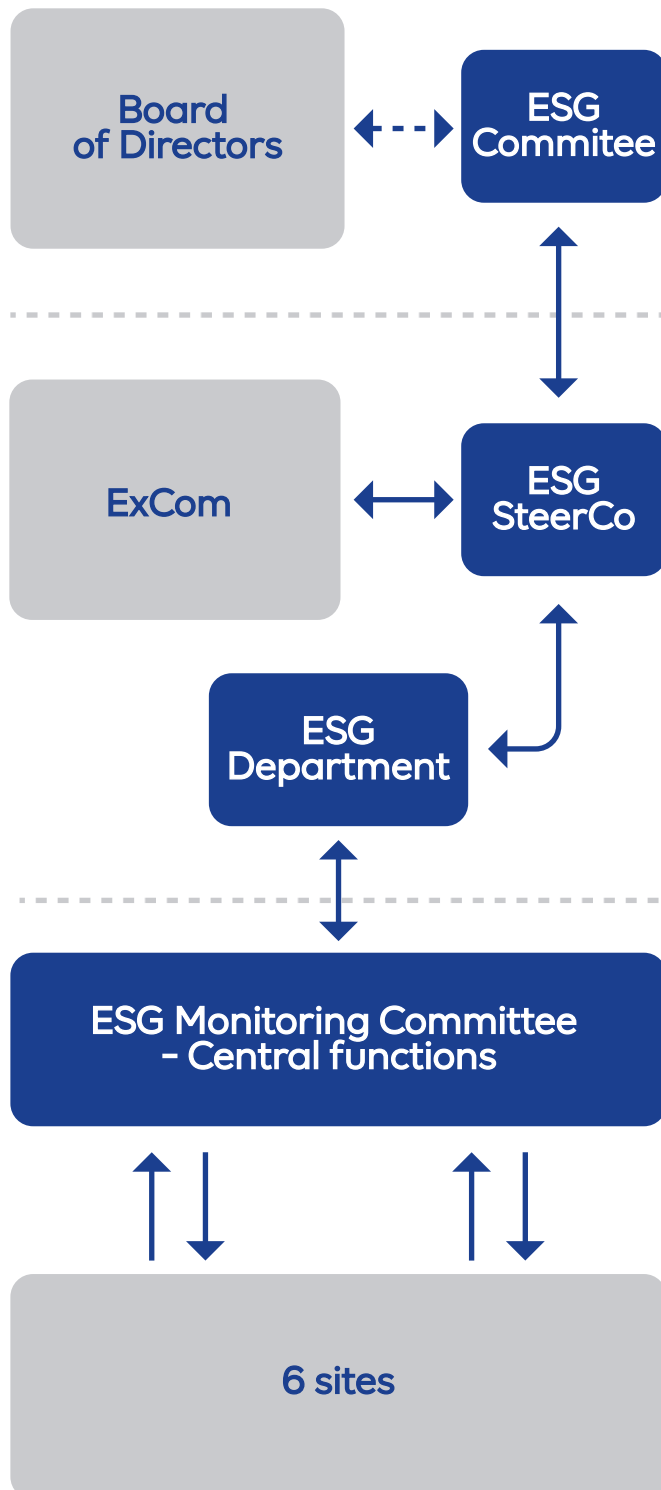 Board
of Directors
ESG
Commitee
ExCom
ESG
SteerCo
ESG
Department
ESG Monitoring Committee
- Central functions
6 sites